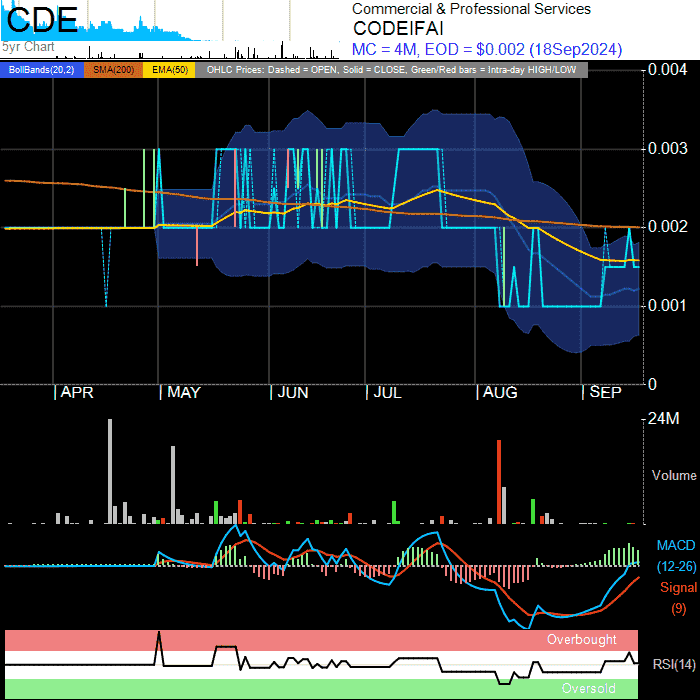 CDE
Commercial & Professional Services
CODEIFAI
5yr Chart
MC = 4M, EOD = $0.002 (18Sep2024)
BollBands(20,2) SMA(200) EMA(50) OHLC Prices: Dashed = OPEN, Solid = CLOSE, Green/Red bars = Intra-day HIGH/LOW
0.004
0.003
0.002
0.001
0
APR MAY JUN JUL AUG SEP
24M
Volume
MACD
(12-26)
Signal
(9)
Overbought
RSI(14)
Oversold